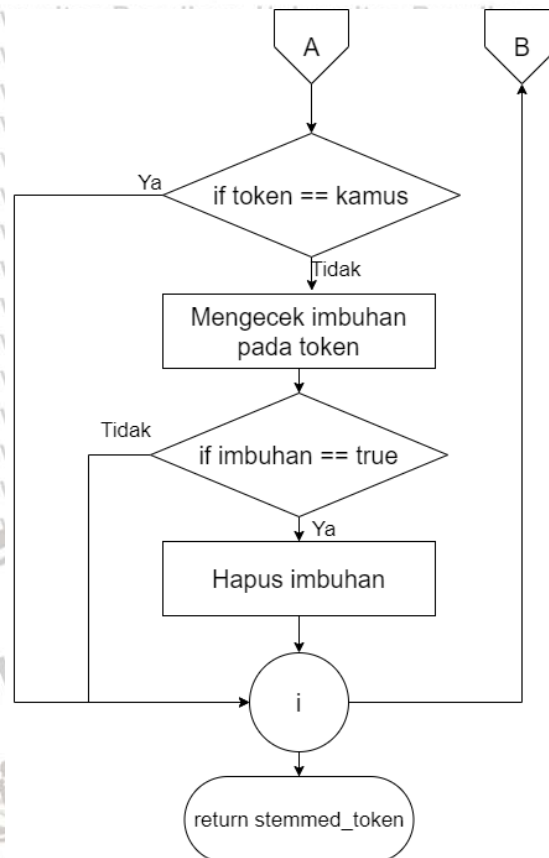 A
B
Ya
if token == kamus
Tidak
Mengecek imbuhan
pada token
Tidak
if imbuhan == true
Ya
Hapus imbuhan
i
return stemmed_token